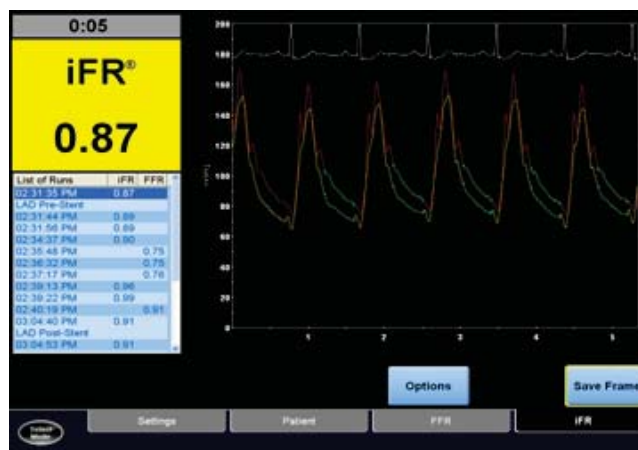 0:05
iFR®
0.87
List of Runs iFR FFR
02:31:35 PM 0.87
LAD Pre-Stent
02:31:44 PM 0.89
02:31:56 PM 0.89
02:34:37 PM 0.90
02:35:48 PM 0.75
02:36:32 PM 0.75
02:37:17 PM 0.76
02:39:13 PM 0.96
02:39:22 PM 0.99
02:40:19 PM 0.91
03:04:40 PM 0.91
LAD Post-Stent
03:04:53 PM 0.91
200
180
160
140
120
100
80
60
40
20
0
1 2 3 4 5
Options
Save Frame
Settings
Patient
FFR
iFR